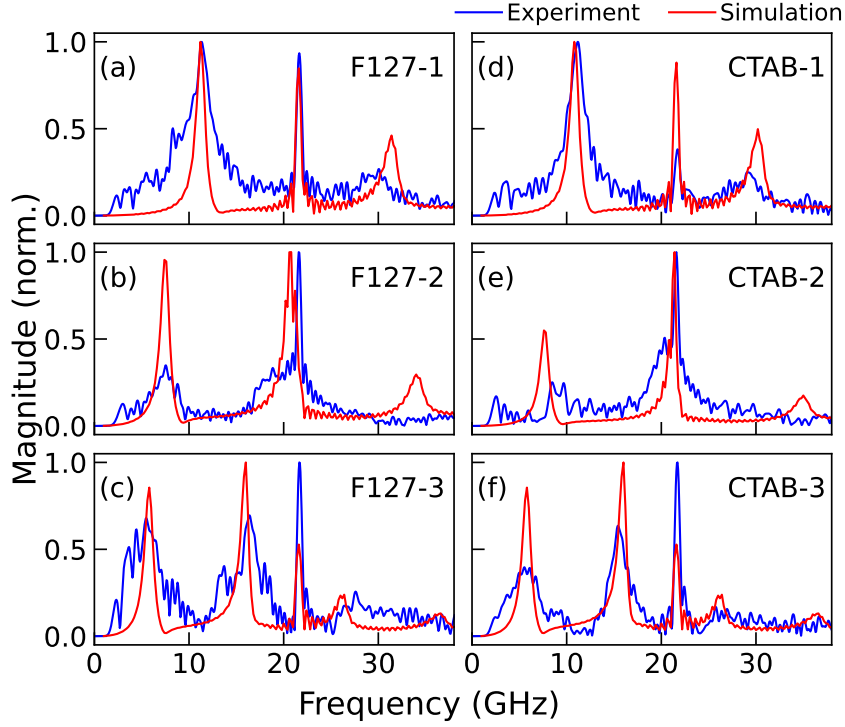 Experiment Simulation
(a) F127-1
1.0
0.5
0.0
(d) CTAB-1
(b) F127-2
1.0
0.5
0.0
(e) CTAB-2
(c) F127-3
1.0
0.5
0.0
(f) CTAB-3
0 10 20 30
0 10 20 30
Magnitude (norm.)
Frequency (GHz)